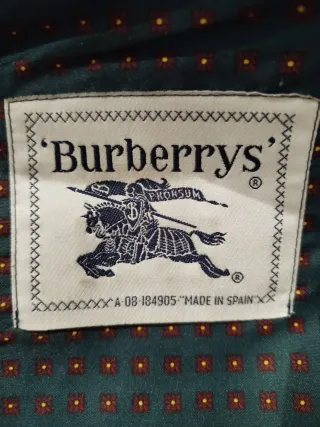 'Burberrys'
®
PRORSUM
®
A-08-184905-"MADE IN SPAIN"